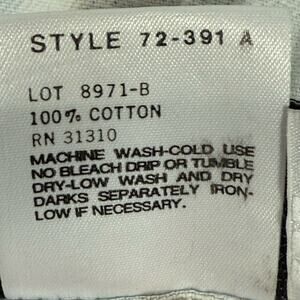 STYLE 72-391 A
LOT 8971-B
100% COTTON
RN 31310
MACHINE WASH-COLD USE
NO BLEACH DRIP OR TUMBLE
DRY-LOW WASH AND DRY
DARKS SEPARATELY IRON-
LOW IF NECESSARY.